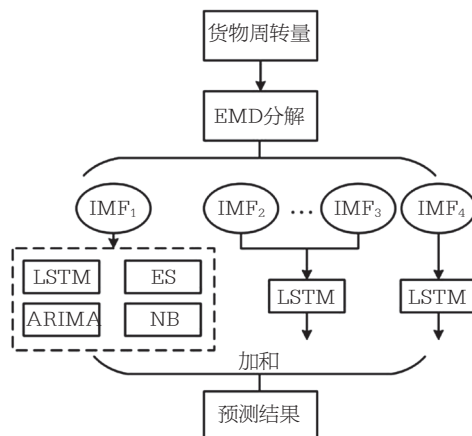 货物周转量
EMD分解
IMF₁ IMF₂ … IMF₃ IMF₄
LSTM ES
ARIMA NB
LSTM LSTM
加和
预测结果